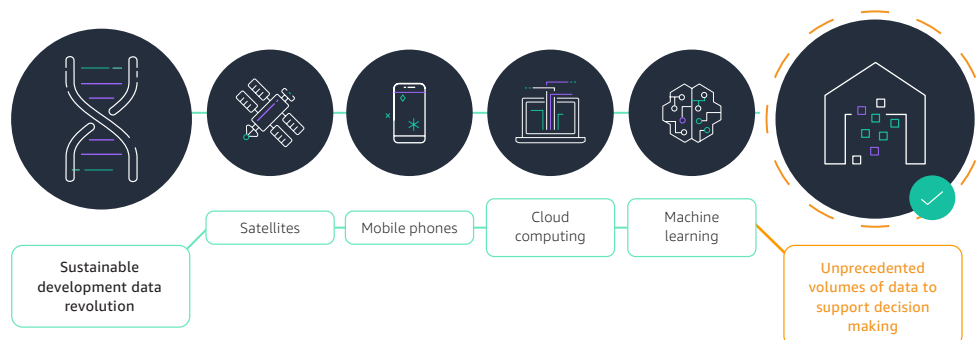 Satellites
Mobile phones
Cloud
computing
Machine
learning
Sustainable
development data
revolution
Unprecedented
volumes of data to
support decision
making